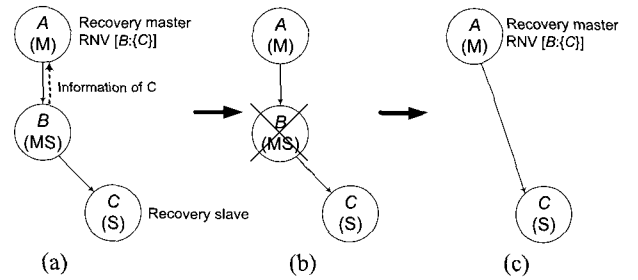 A
(M)
Recovery master
RNV [B:{C}]
Information of C
B
(MS)
C
(S)
Recovery slave
(a)
A
(M)
B
(MS)
C
(S)
(b)
A
(M)
Recovery master
RNV [B:{C}]
C
(S)
(c)